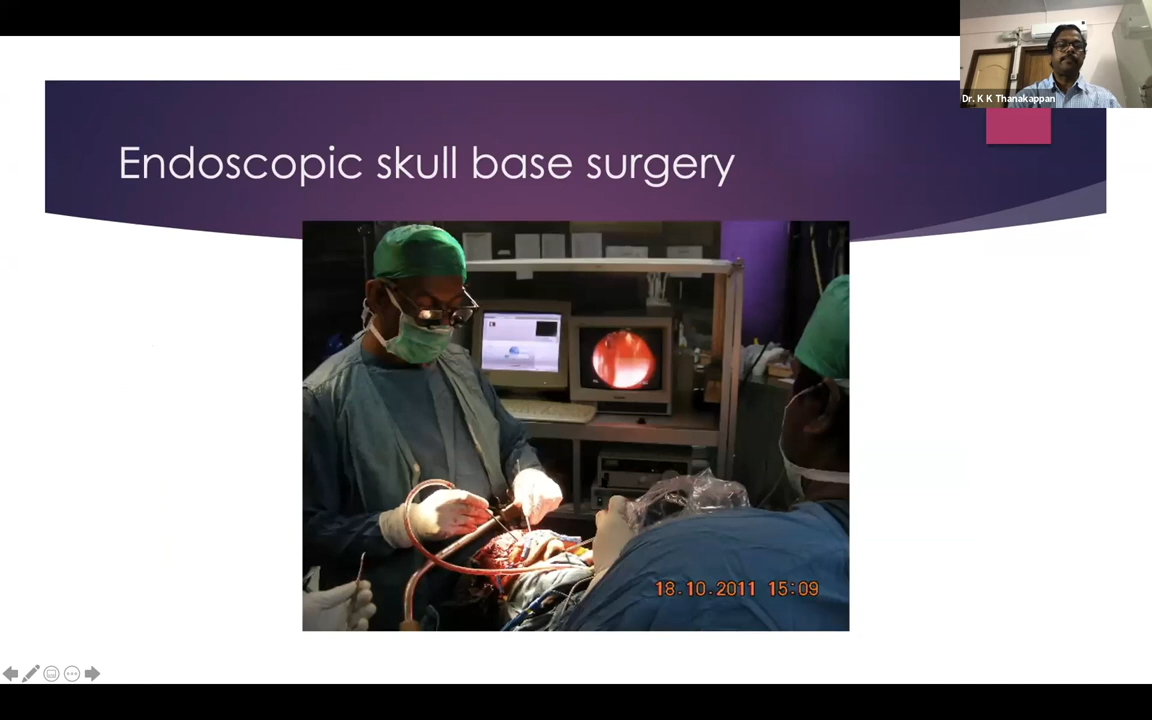 Dr. K K Thanakappan
Endoscopic skull base surgery
18.10.2011 15:09